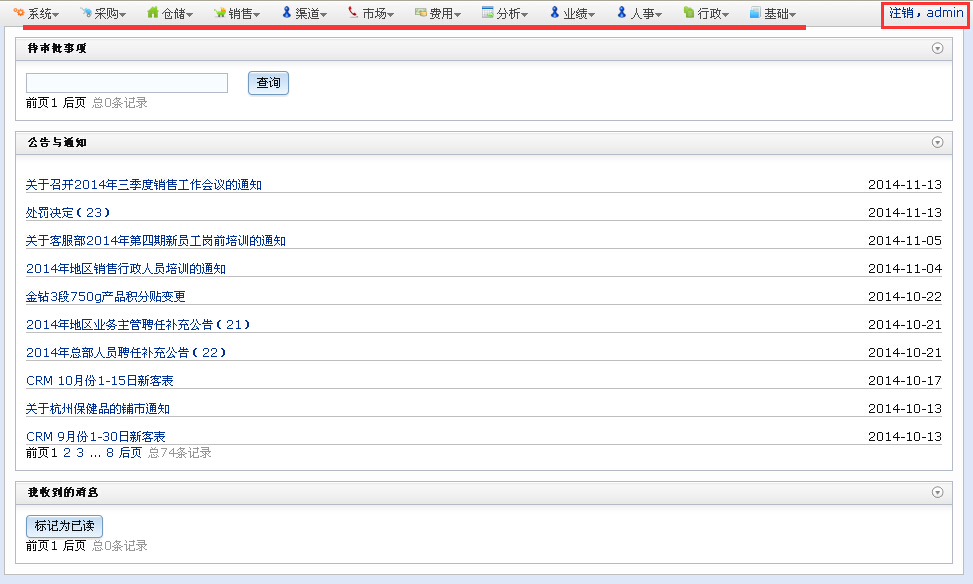 系统 采购 仓储 销售 渠道 市场 费用 分析 业绩 人事 行政 基础 注销，admin
待审批事项
查询
前页1 后页 总0条记录
公告与通知
关于召开2014年三季度销售工作会议的通知 2014-11-13
处罚决定（23） 2014-11-13
关于客服部2014年第四期新员工岗前培训的通知 2014-11-05
2014年地区销售行政人员培训的通知 2014-11-04
金钻3段750g产品积分贴变更 2014-10-22
2014年地区业务主管聘任补充公告（21） 2014-10-21
2014年总部人员聘任补充公告（22） 2014-10-21
CRM 10月份1-15日新客表 2014-10-17
关于杭州保健品的铺市通知 2014-10-13
CRM 9月份1-30日新客表 2014-10-13
前页1 2 3 ... 8 后页 总74条记录
我收到的消息
标记为已读
前页1 后页 总0条记录